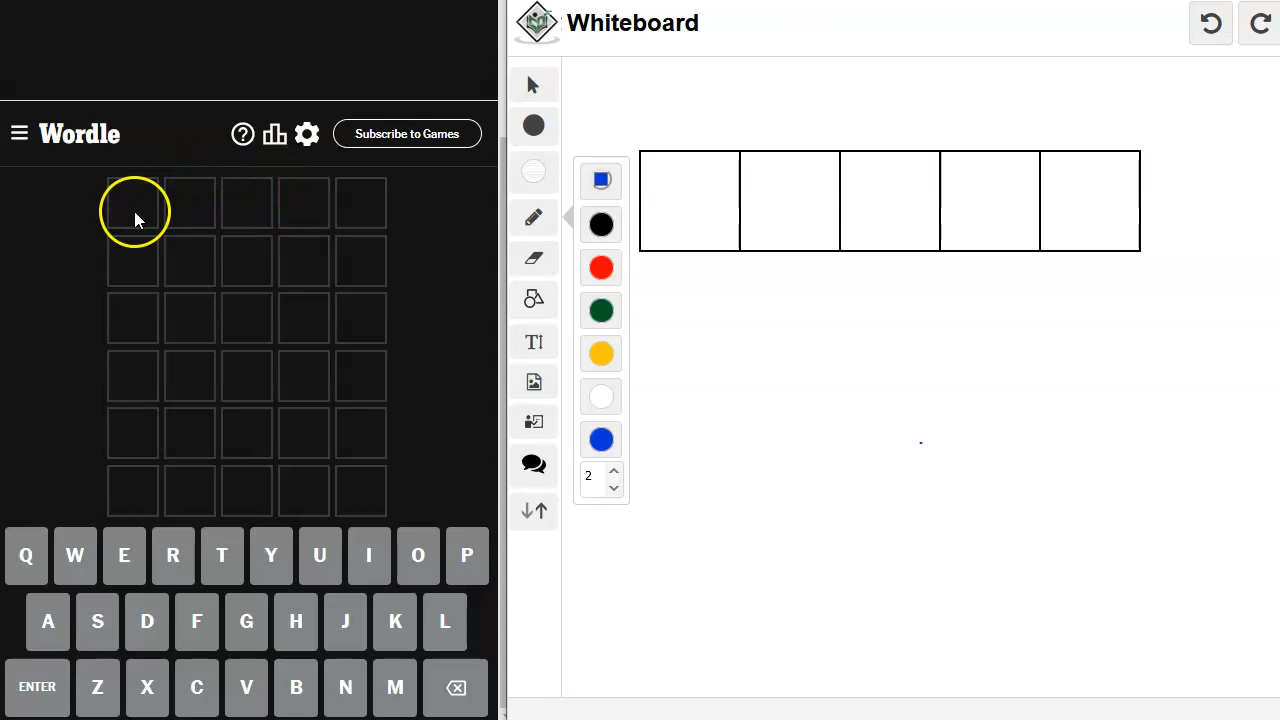 Whiteboard
Wordle
Subscribe to Games
2
Q W E R T Y U I O P
A S D F G H J K L
ENTER Z X C V B N M